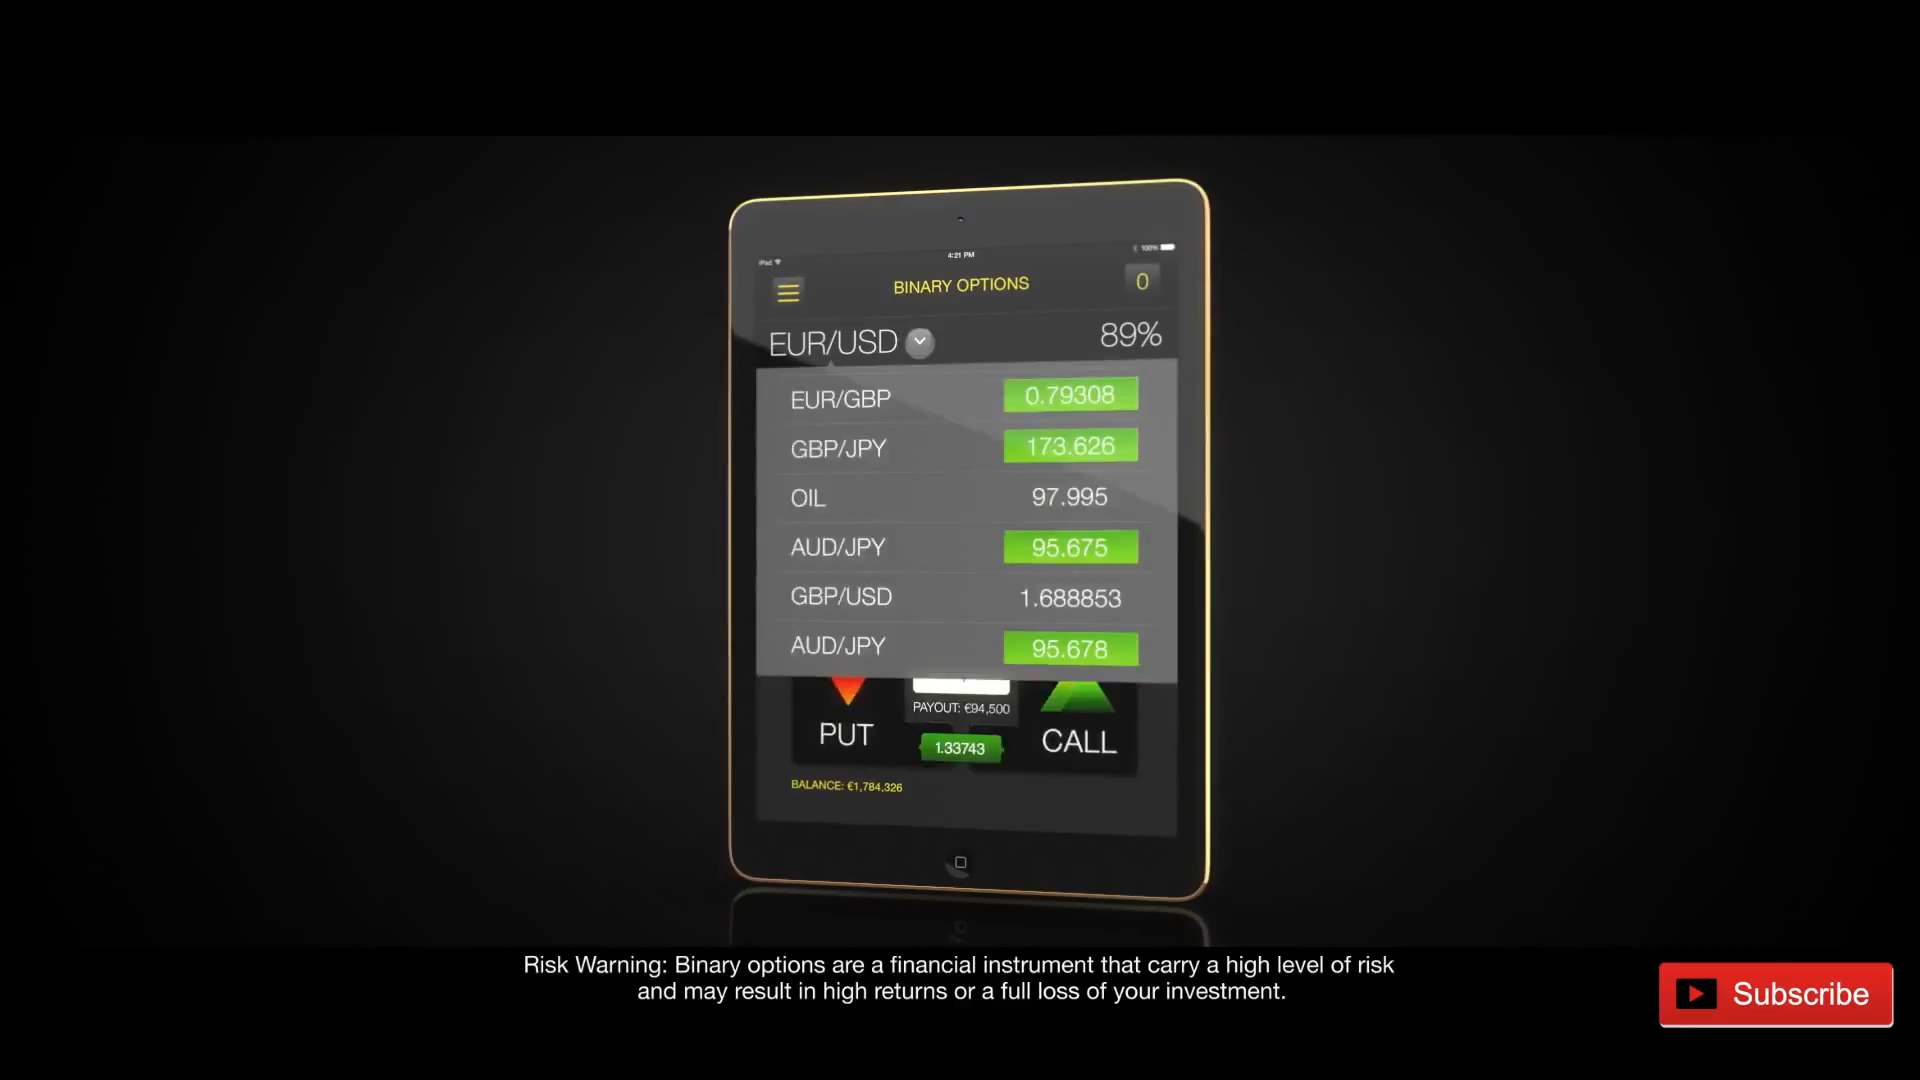 iPad
4:21 PM
100%
BINARY OPTIONS
0
EUR/USD
89%
EUR/GBP 0.79308
GBP/JPY 173.626
OIL 97.995
AUD/JPY 95.675
GBP/USD 1.688853
AUD/JPY 95.678
PUT
PAYOUT: €94,500
1.33743
CALL
BALANCE: €1,784,326
Risk Warning: Binary options are a financial instrument that carry a high level of risk
and may result in high returns or a full loss of your investment.
Subscribe